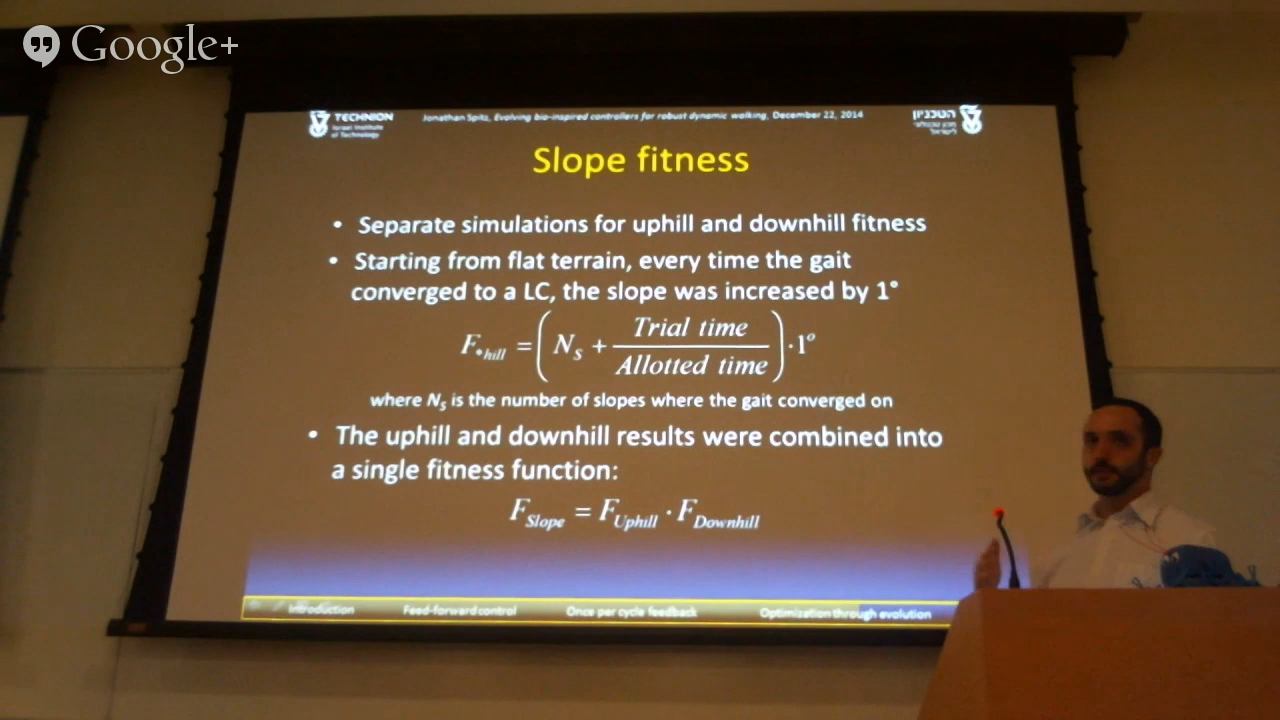 Google+
TECHNION
Israel Institute
of Technology
Jonathan Spitz, Evolving bio-inspired controllers for robust dynamic walking, December 22, 2014
הטכניון
מכון טכנולוגי
לישראל
Slope fitness
• Separate simulations for uphill and downhill fitness
• Starting from flat terrain, every time the gait
converged to a LC, the slope was increased by 1°
F•hill = (Ns + Trial time / Allotted time) · 1°
where Ns is the number of slopes where the gait converged on
• The uphill and downhill results were combined into
a single fitness function:
FSlope = FUphill · FDownhill
Introduction Feed-forward control Once per cycle feedback Optimization through evolution